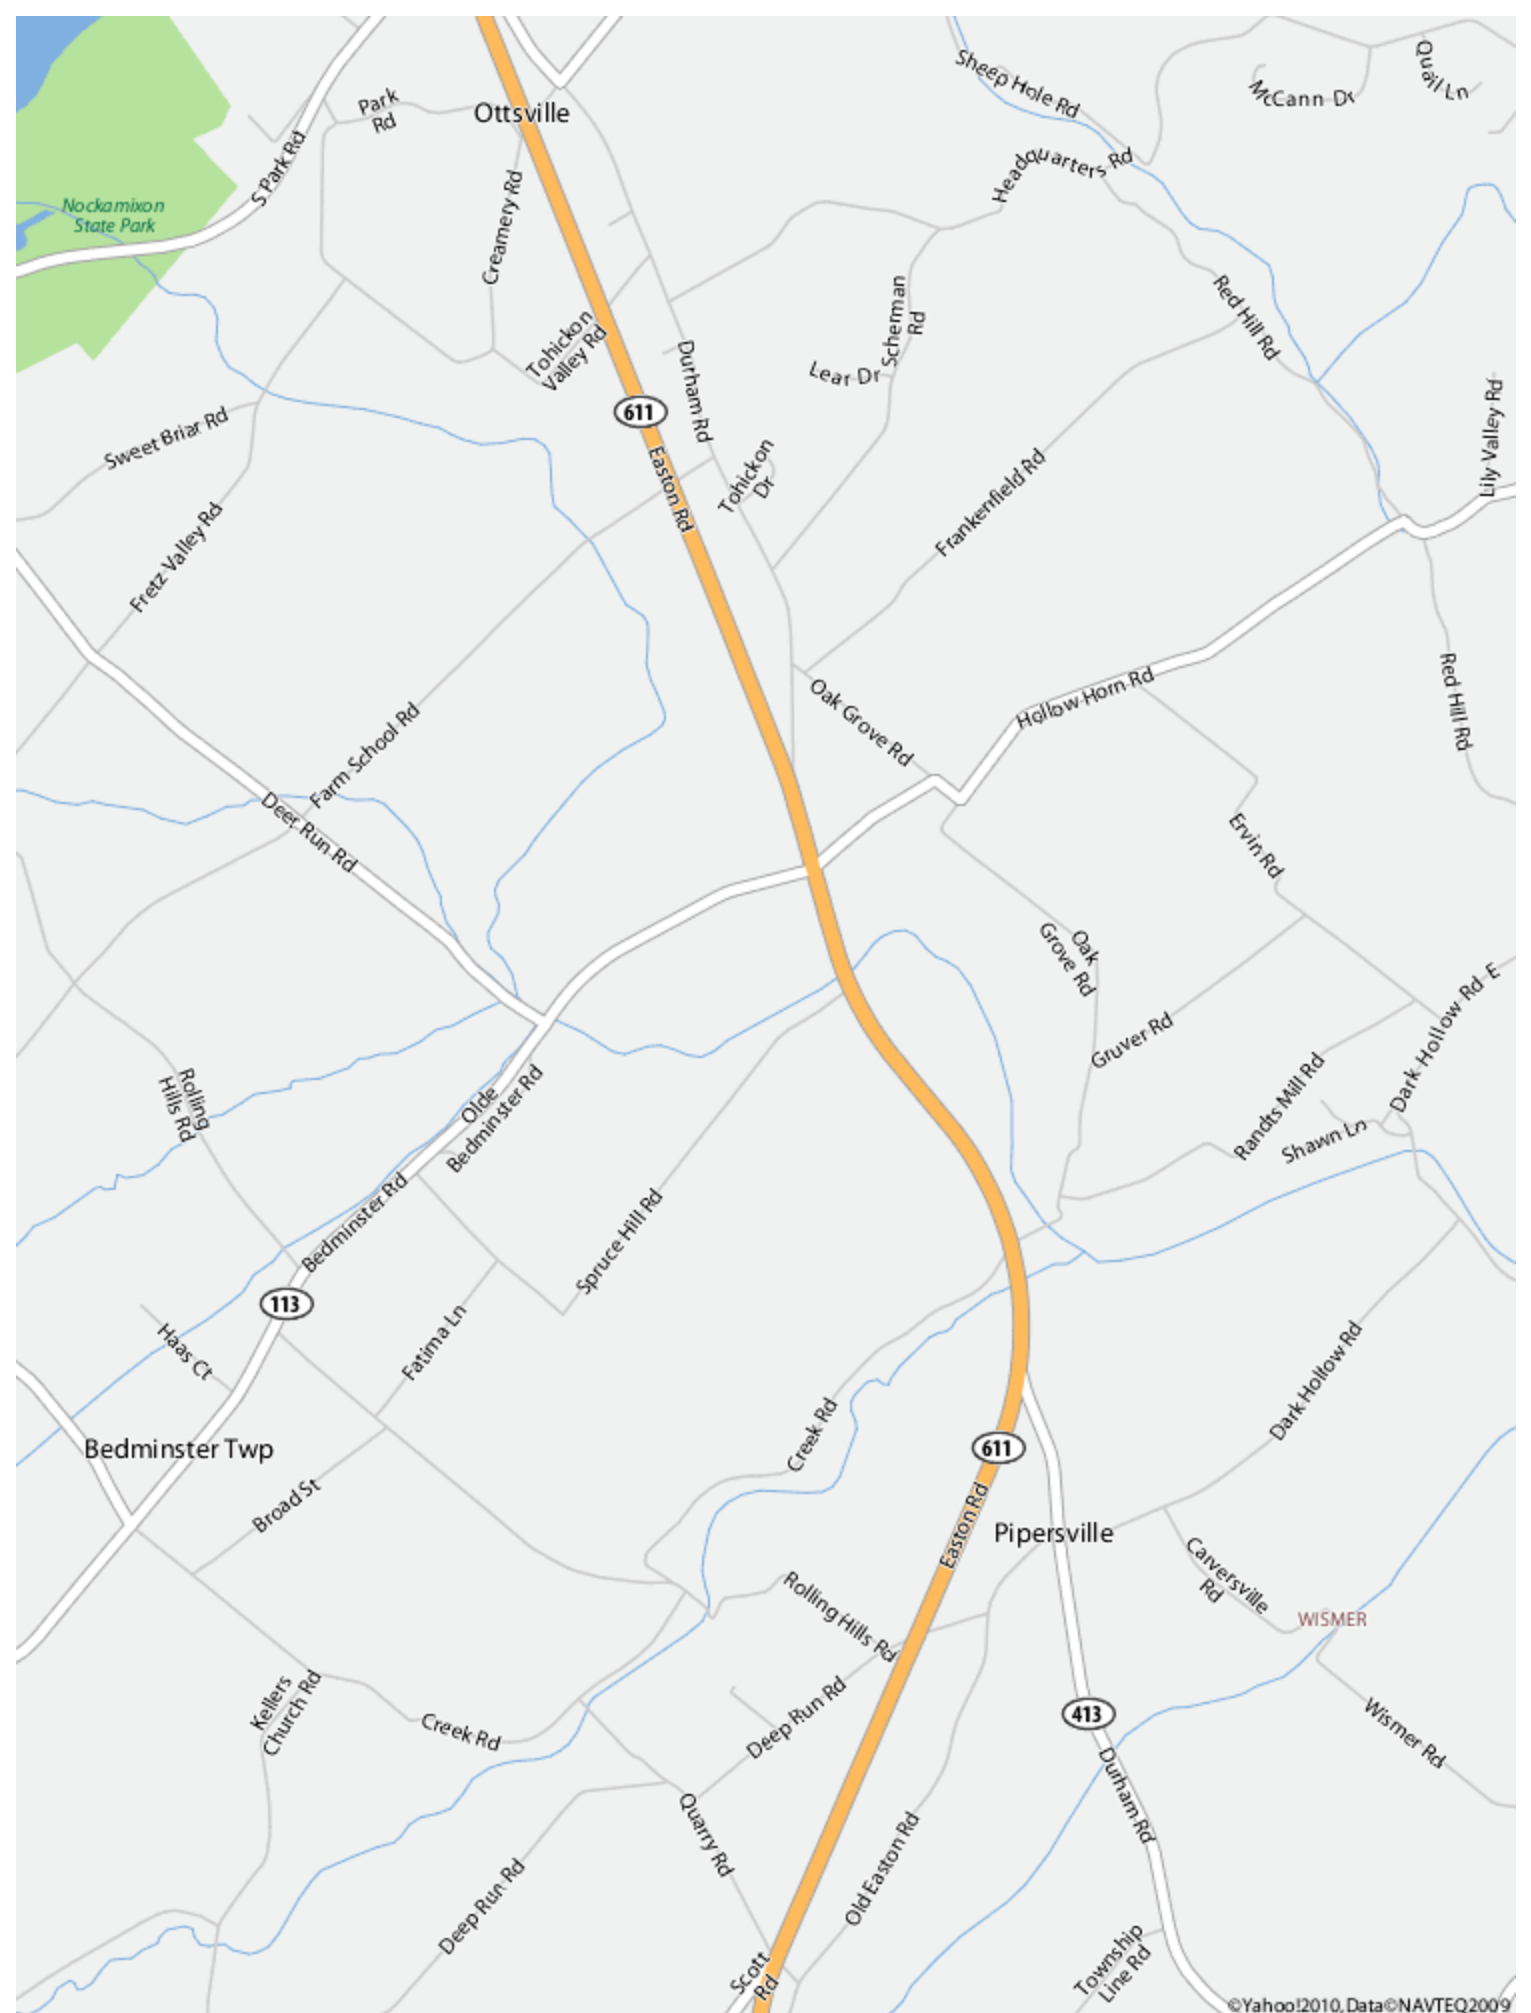 Sheep Hole Rd
Quail Ln
McCann Dr
Park
Rd
Ottsville
S Park Rd
Headquarters Rd
Nockamixon
State Park
Creamery Rd
Red Hill Rd
Scherman
Rd
Tohickon
Valley Rd
Lear Dr
Durham Rd
611
Lily Valley Rd
Sweet Briar Rd
Easton Rd
Tohickon
Dr
Frankenfield Rd
Fretz Valley Rd
Oak Grove Rd
Hollow Horn Rd
Red Hill Rd
Farm School Rd
Deer Run Rd
Ervin Rd
Oak
Grove Rd
Dark Hollow Rd E
Gruver Rd
Rolling
Hills Rd
Olde
Bedminster Rd
Randts Mill Rd
Shawn Ln
Bedminster Rd
Spruce Hill Rd
113
Haas Ct
Fatima Ln
Dark Hollow Rd
Creek Rd
Bedminster Twp
611
Broad St
Easton Rd
Pipersville
Carversville
Rd
Rolling Hills Rd
WISMER
Kellers
Church Rd
Creek Rd
Deep Run Rd
413
Wismer Rd
Durham Rd
Quarry Rd
Old Easton Rd
Deep Run Rd
Scott
Rd
Township
Line Rd
©Yahoo!2010, Data©NAVTEQ2009